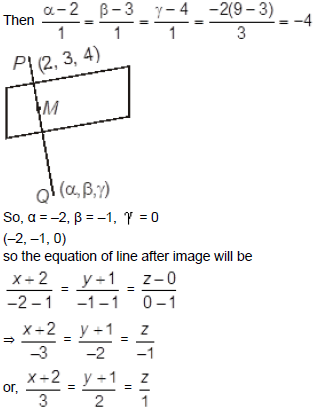 Then (α–2)/1 = (β–3)/1 = (γ–4)/1 = –2(9–3)/3 = –4
P (2, 3, 4)
M
Q (α,β,γ)
So, α = –2, β = –1, γ = 0
(–2, –1, 0)
so the equation of line after image will be
(x+2)/(–2–1) = (y+1)/(–1–1) = (z–0)/(0–1)
⇒ (x+2)/–3 = (y+1)/–2 = z/–1
or, (x+2)/3 = (y+1)/2 = z/1